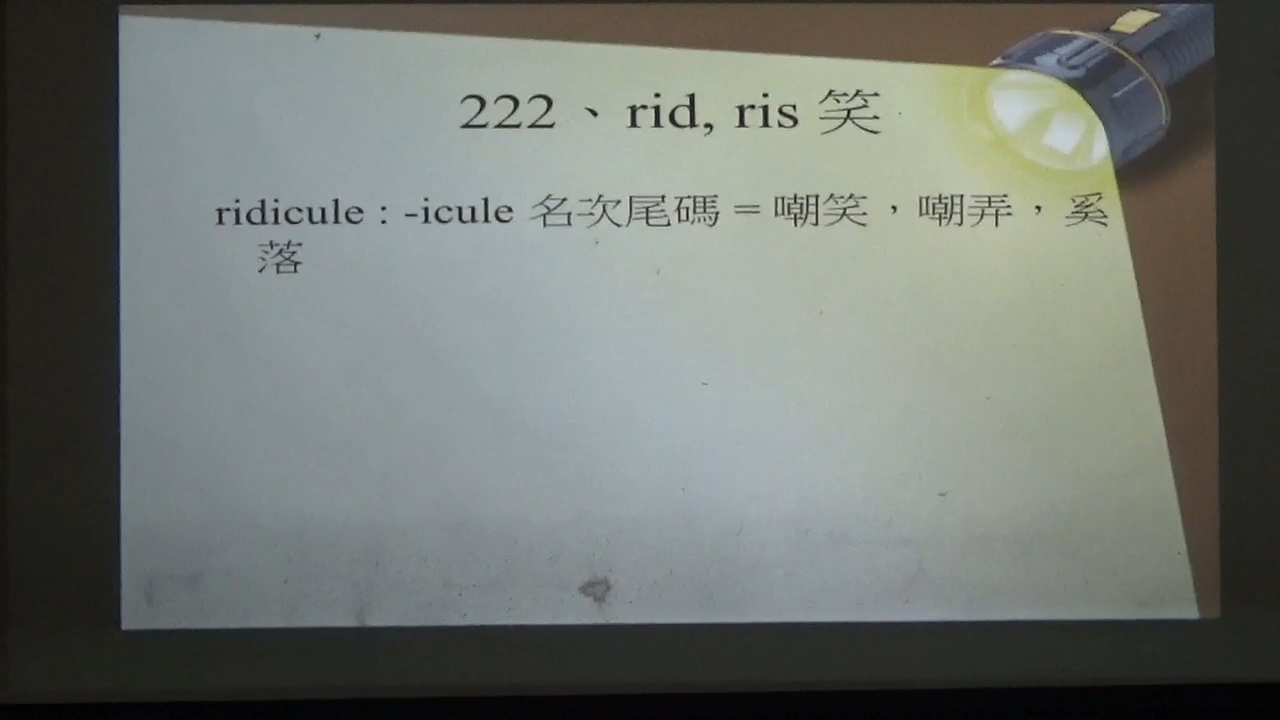 222、rid, ris 笑
ridicule : -icule 名次尾碼 = 嘲笑，嘲弄，奚
落